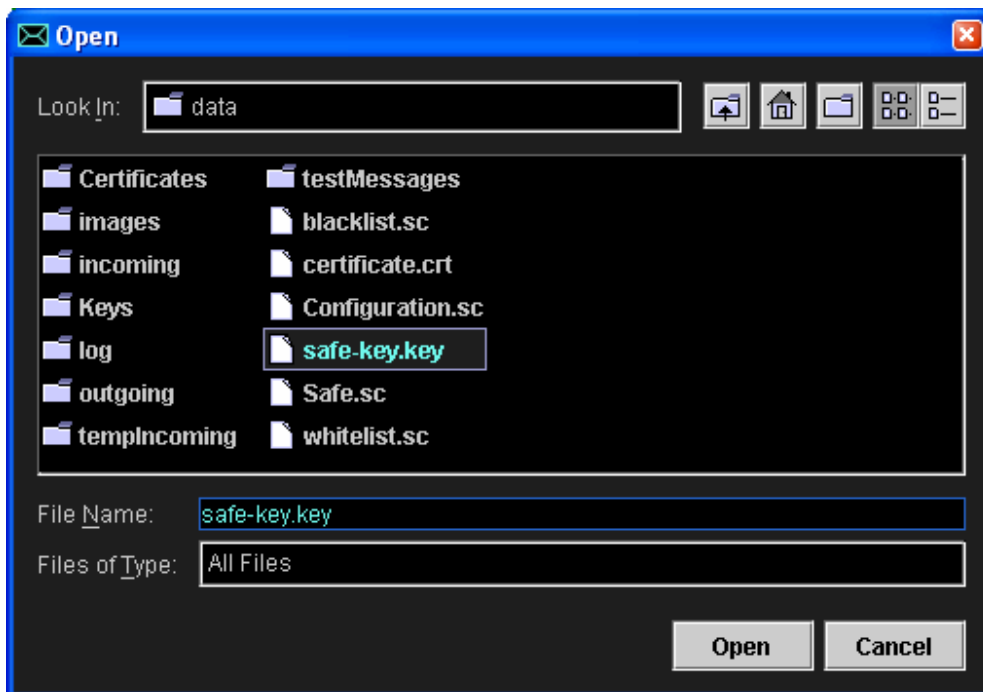 Open
Look In: data
Certificates testMessages
images blacklist.sc
incoming certificate.crt
Keys Configuration.sc
log safe-key.key
outgoing Safe.sc
tempIncoming whitelist.sc
File Name: safe-key.key
Files of Type: All Files
Open Cancel